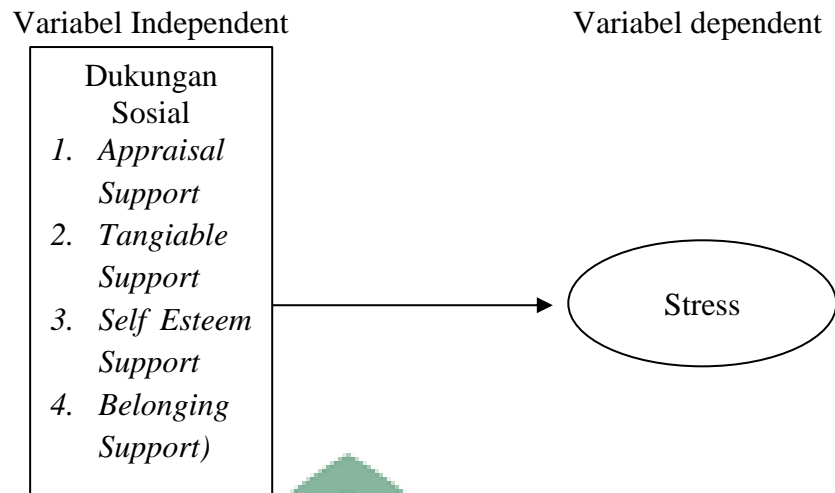 Variabel Independent
Variabel dependent
Dukungan
Sosial
1. Appraisal
Support
2. Tangiable
Support
3. Self Esteem
Support
4. Belonging
Support)
Stress